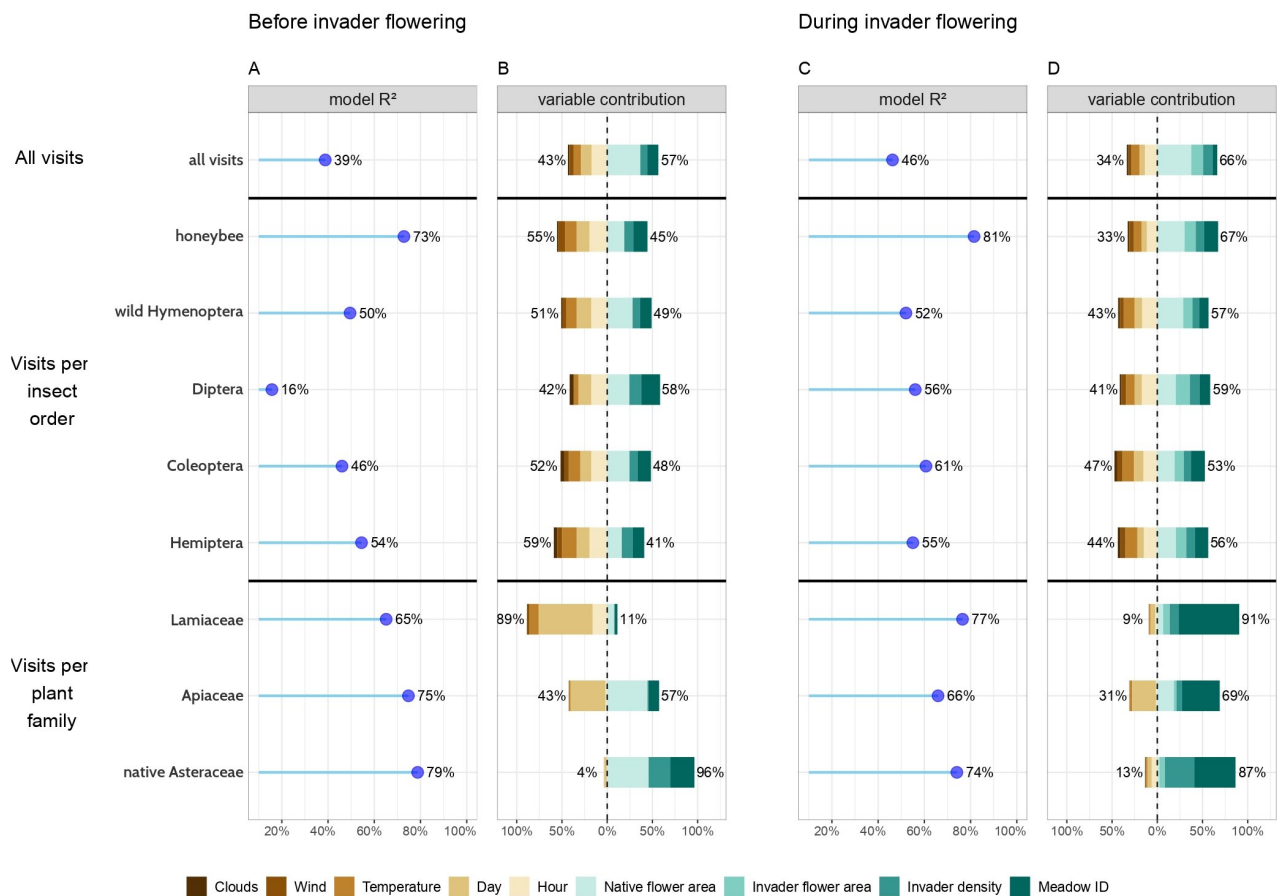 Before invader flowering
During invader flowering
A
B
C
D
model R²
variable contribution
model R²
variable contribution
All visits
all visits
39%
43%
57%
46%
34%
66%
honeybee
73%
55%
45%
81%
33%
67%
wild Hymenoptera
50%
51%
49%
52%
43%
57%
Visits per
insect
order
Diptera
16%
42%
58%
56%
41%
59%
Coleoptera
46%
52%
48%
61%
47%
53%
Hemiptera
54%
59%
41%
55%
44%
56%
Lamiaceae
65%
89%
11%
77%
9%
91%
Visits per
plant
family
Apiaceae
75%
43%
57%
66%
31%
69%
native Asteraceae
79%
4%
96%
74%
13%
87%
20% 40% 60% 80% 100%
100% 50% 0% 50% 100%
20% 40% 60% 80% 100%
100% 50% 0% 50% 100%
Clouds Wind Temperature Day Hour Native flower area Invader flower area Invader density Meadow ID